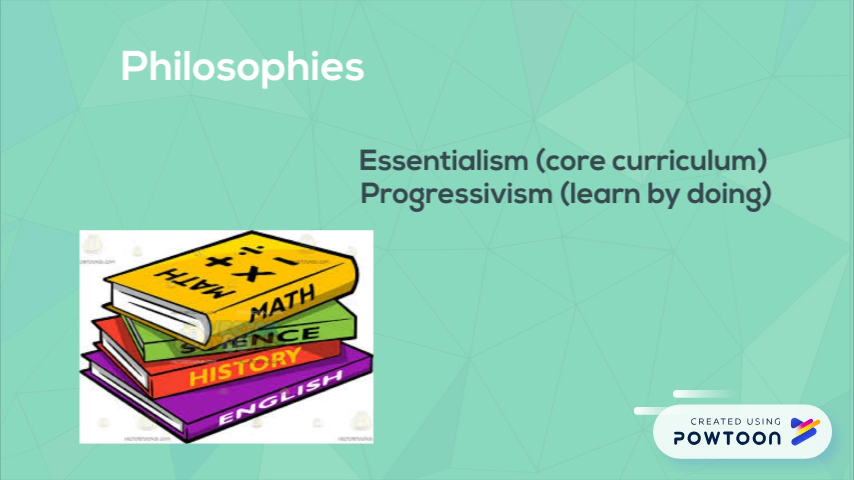 Philosophies
Essentialism (core curriculum)
Progressivism (learn by doing)
MATH
MATH
SCIENCE
HISTORY
ENGLISH
CREATED USING
POWTOON